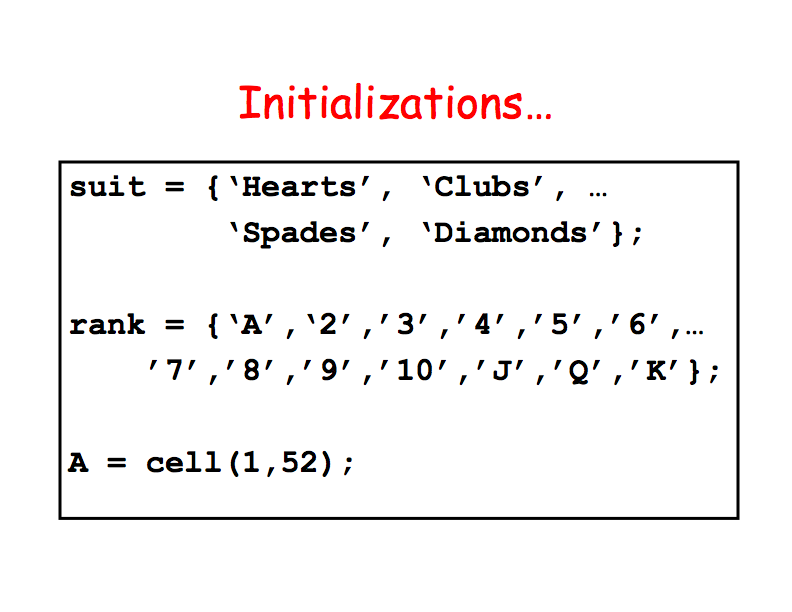 Initializations…
suit = {‘Hearts’, ‘Clubs’, …
‘Spades’, ‘Diamonds’};
rank = {‘A’,‘2’,’3’,’4’,’5’,’6’,…
’7’,’8’,’9’,’10’,’J’,’Q’,’K’};
A = cell(1,52);